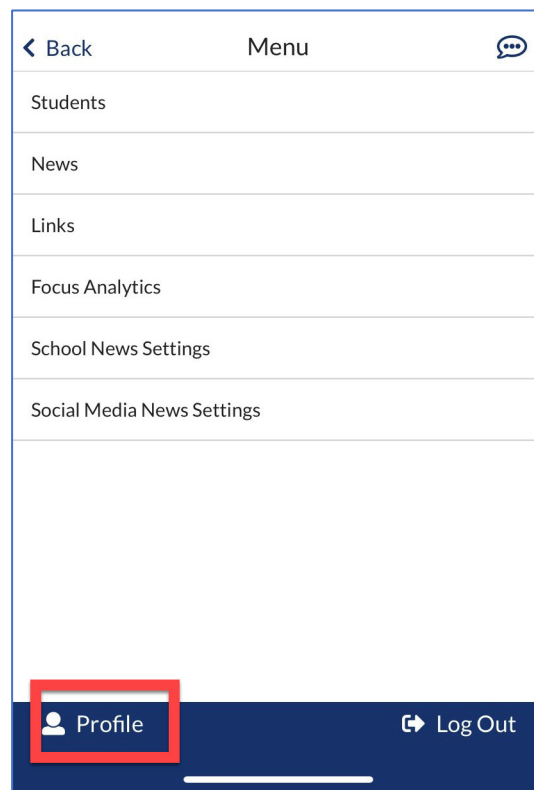 Back Menu
Students
News
Links
Focus Analytics
School News Settings
Social Media News Settings
Profile Log Out